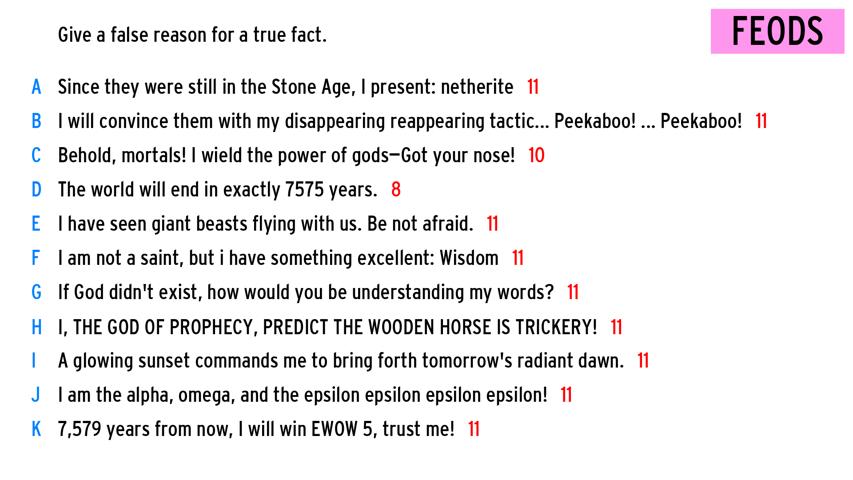 Give a false reason for a true fact.
FEODS
A Since they were still in the Stone Age, I present: netherite 11
B I will convince them with my disappearing reappearing tactic... Peekaboo! ... Peekaboo! 11
C Behold, mortals! I wield the power of gods—Got your nose! 10
D The world will end in exactly 7575 years. 8
E I have seen giant beasts flying with us. Be not afraid. 11
F I am not a saint, but i have something excellent: Wisdom 11
G If God didn't exist, how would you be understanding my words? 11
H I, THE GOD OF PROPHECY, PREDICT THE WOODEN HORSE IS TRICKERY! 11
I A glowing sunset commands me to bring forth tomorrow's radiant dawn. 11
J I am the alpha, omega, and the epsilon epsilon epsilon epsilon! 11
K 7,579 years from now, I will win EWOW 5, trust me! 11